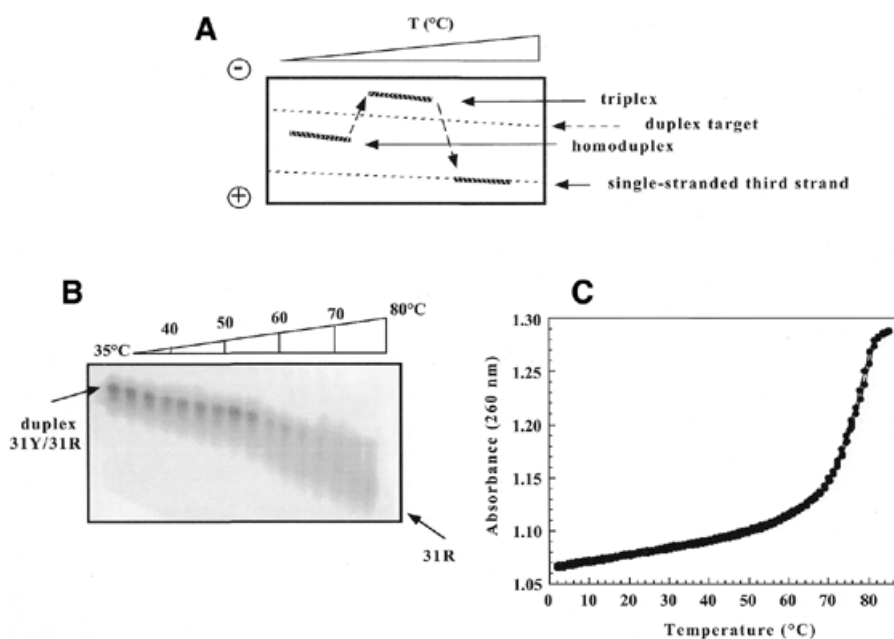 A
T (°C)
-
triplex
duplex target
homoduplex
+
single-stranded third strand
B
35°C 40 50 60 70 80°C
duplex
31Y/31R
31R
C
Absorbance (260 nm)
1.30
1.25
1.20
1.15
1.10
1.05
0 10 20 30 40 50 60 70 80
Temperature (°C)